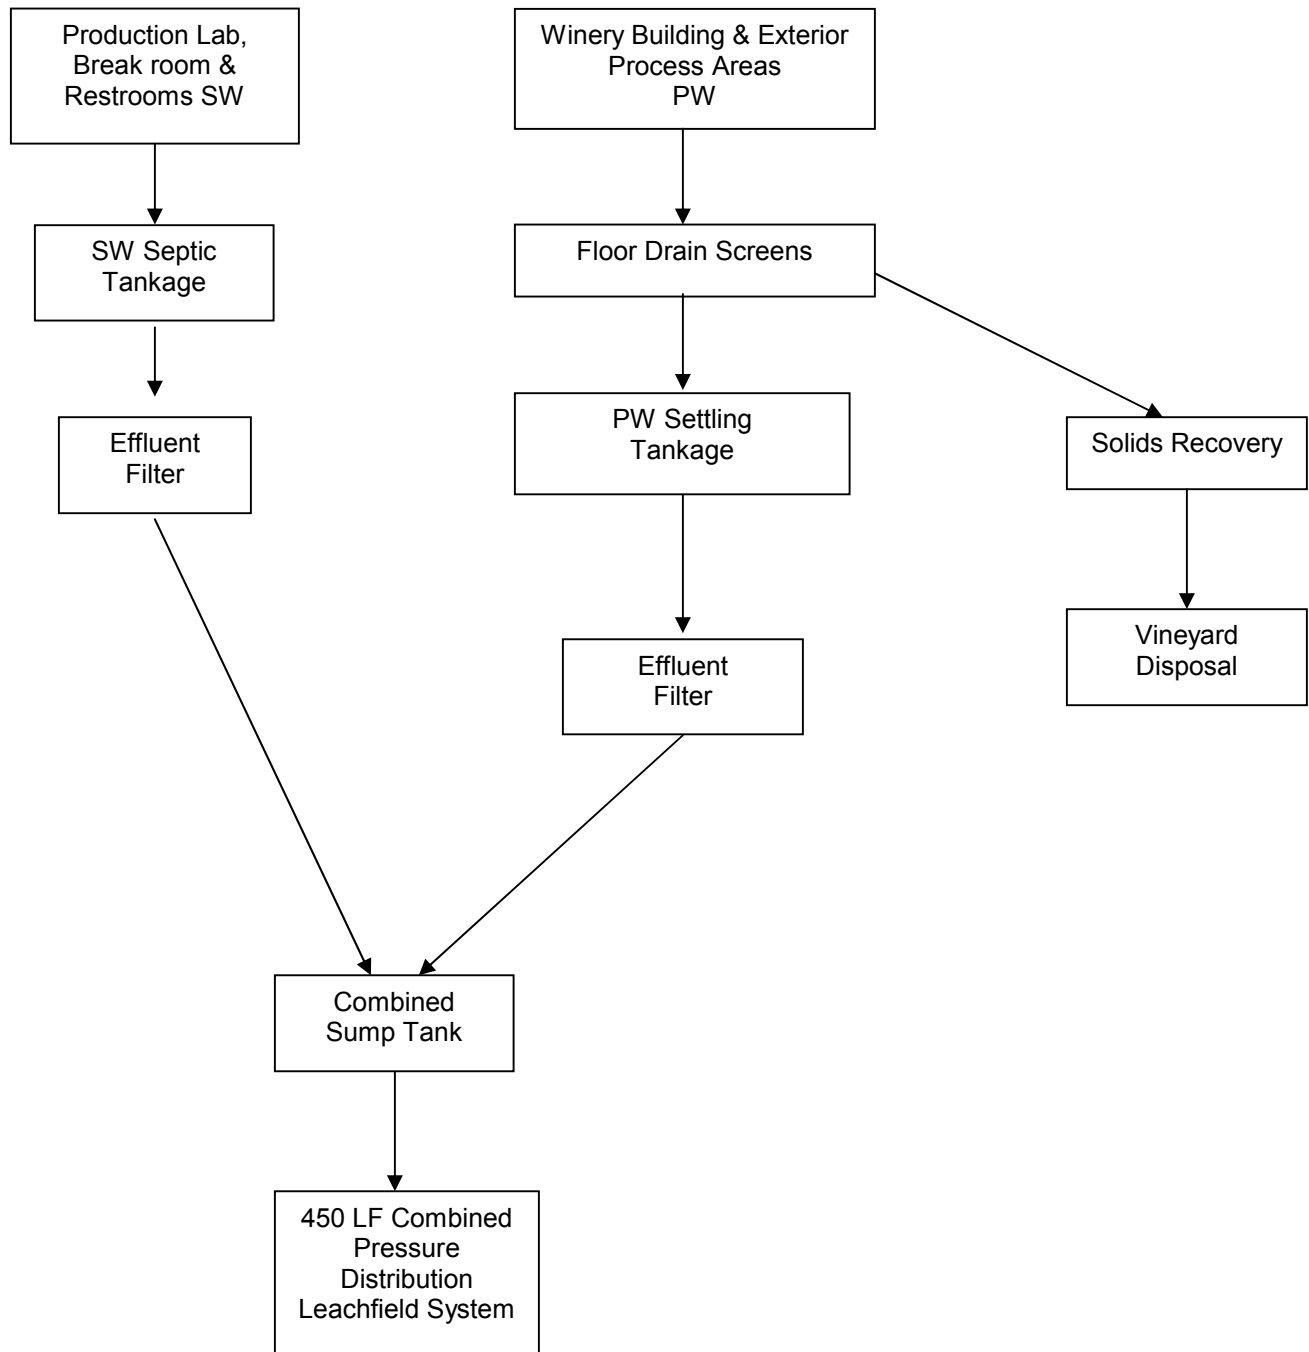 Production Lab,
Break room &
Restrooms SW
Winery Building & Exterior
Process Areas
PW
SW Septic
Tankage
Floor Drain Screens
Effluent
Filter
PW Settling
Tankage
Solids Recovery
Effluent
Filter
Vineyard
Disposal
Combined
Sump Tank
450 LF Combined
Pressure
Distribution
Leachfield System